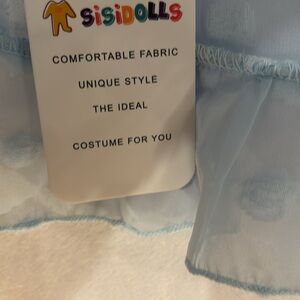 SiSiDOLLS
COMFORTABLE FABRIC
UNIQUE STYLE
THE IDEAL
COSTUME FOR YOU